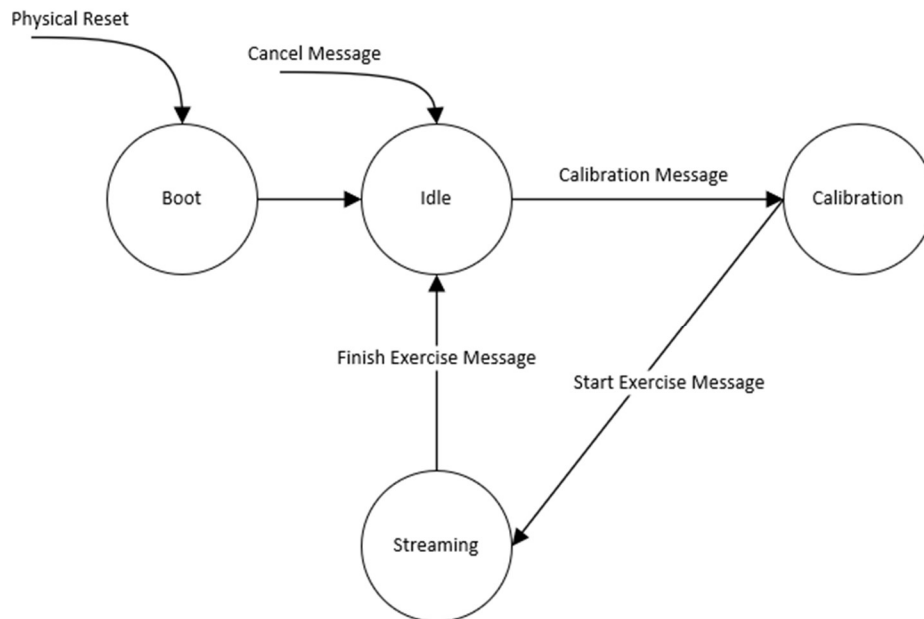 Physical Reset
Cancel Message
Boot
Idle
Calibration Message
Calibration
Finish Exercise Message
Start Exercise Message
Streaming